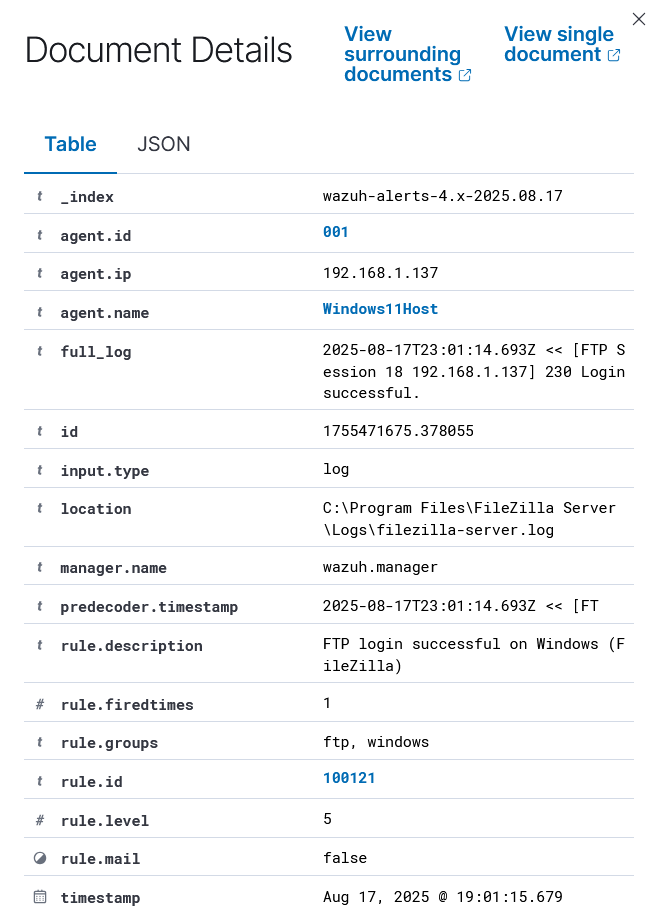 Document Details
View surrounding documents
View single document
Table JSON
t _index wazuh-alerts-4.x-2025.08.17
t agent.id 001
t agent.ip 192.168.1.137
t agent.name Windows11Host
t full_log 2025-08-17T23:01:14.693Z << [FTP S
ession 18 192.168.1.137] 230 Login
successful.
t id 1755471675.378055
t input.type log
t location C:\Program Files\FileZilla Server
\Logs\filezilla-server.log
t manager.name wazuh.manager
t predecoder.timestamp 2025-08-17T23:01:14.693Z << [FT
t rule.description FTP login successful on Windows (F
ileZilla)
# rule.firedtimes 1
t rule.groups ftp, windows
t rule.id 100121
# rule.level 5
rule.mail false
timestamp Aug 17, 2025 @ 19:01:15.679